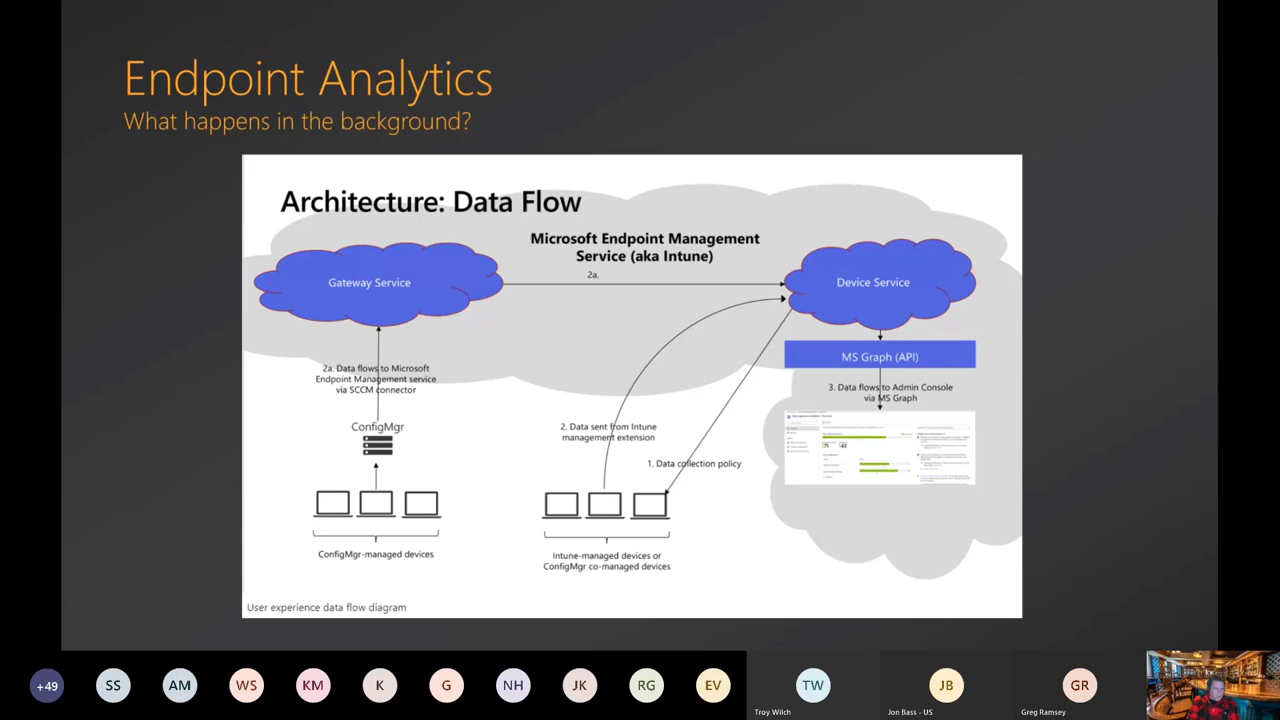 Endpoint Analytics
What happens in the background?
Architecture: Data Flow
Microsoft Endpoint Management
Service (aka Intune)
Gateway Service
2a.
Device Service
MS Graph (API)
2a. Data flows to Microsoft
Endpoint Management service
via SCCM connector
3. Data flows to Admin Console
via MS Graph
ConfigMgr
2. Data sent from Intune
management extension
1. Data collection policy
ConfigMgr-managed devices
Intune-managed devices or
ConfigMgr co-managed devices
User experience data flow diagram
+49
SS
AM
WS
KM
K
G
NH
JK
RG
EV
TW
JB
GR
Troy Wilch
Jon Bass - US
Greg Ramsey